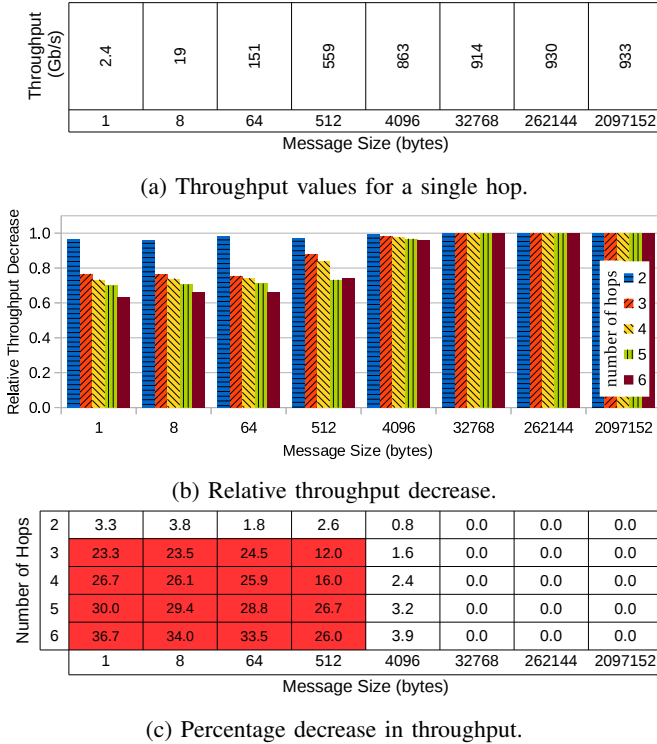 Throughput
(Gb/s)
2.4 19 151 559 863 914 930 933
1 8 64 512 4096 32768 262144 2097152
Message Size (bytes)
(a) Throughput values for a single hop.
Relative Throughput Decrease
1.0
0.8
0.6
0.4
0.2
0.0
number of hops
2
3
4
5
6
1 8 64 512 4096 32768 262144 2097152
Message Size (bytes)
(b) Relative throughput decrease.
Number of Hops
2 3.3 3.8 1.8 2.6 0.8 0.0 0.0 0.0
3 23.3 23.5 24.5 12.0 1.6 0.0 0.0 0.0
4 26.7 26.1 25.9 16.0 2.4 0.0 0.0 0.0
5 30.0 29.4 28.8 26.7 3.2 0.0 0.0 0.0
6 36.7 34.0 33.5 26.0 3.9 0.0 0.0 0.0
1 8 64 512 4096 32768 262144 2097152
Message Size (bytes)
(c) Percentage decrease in throughput.